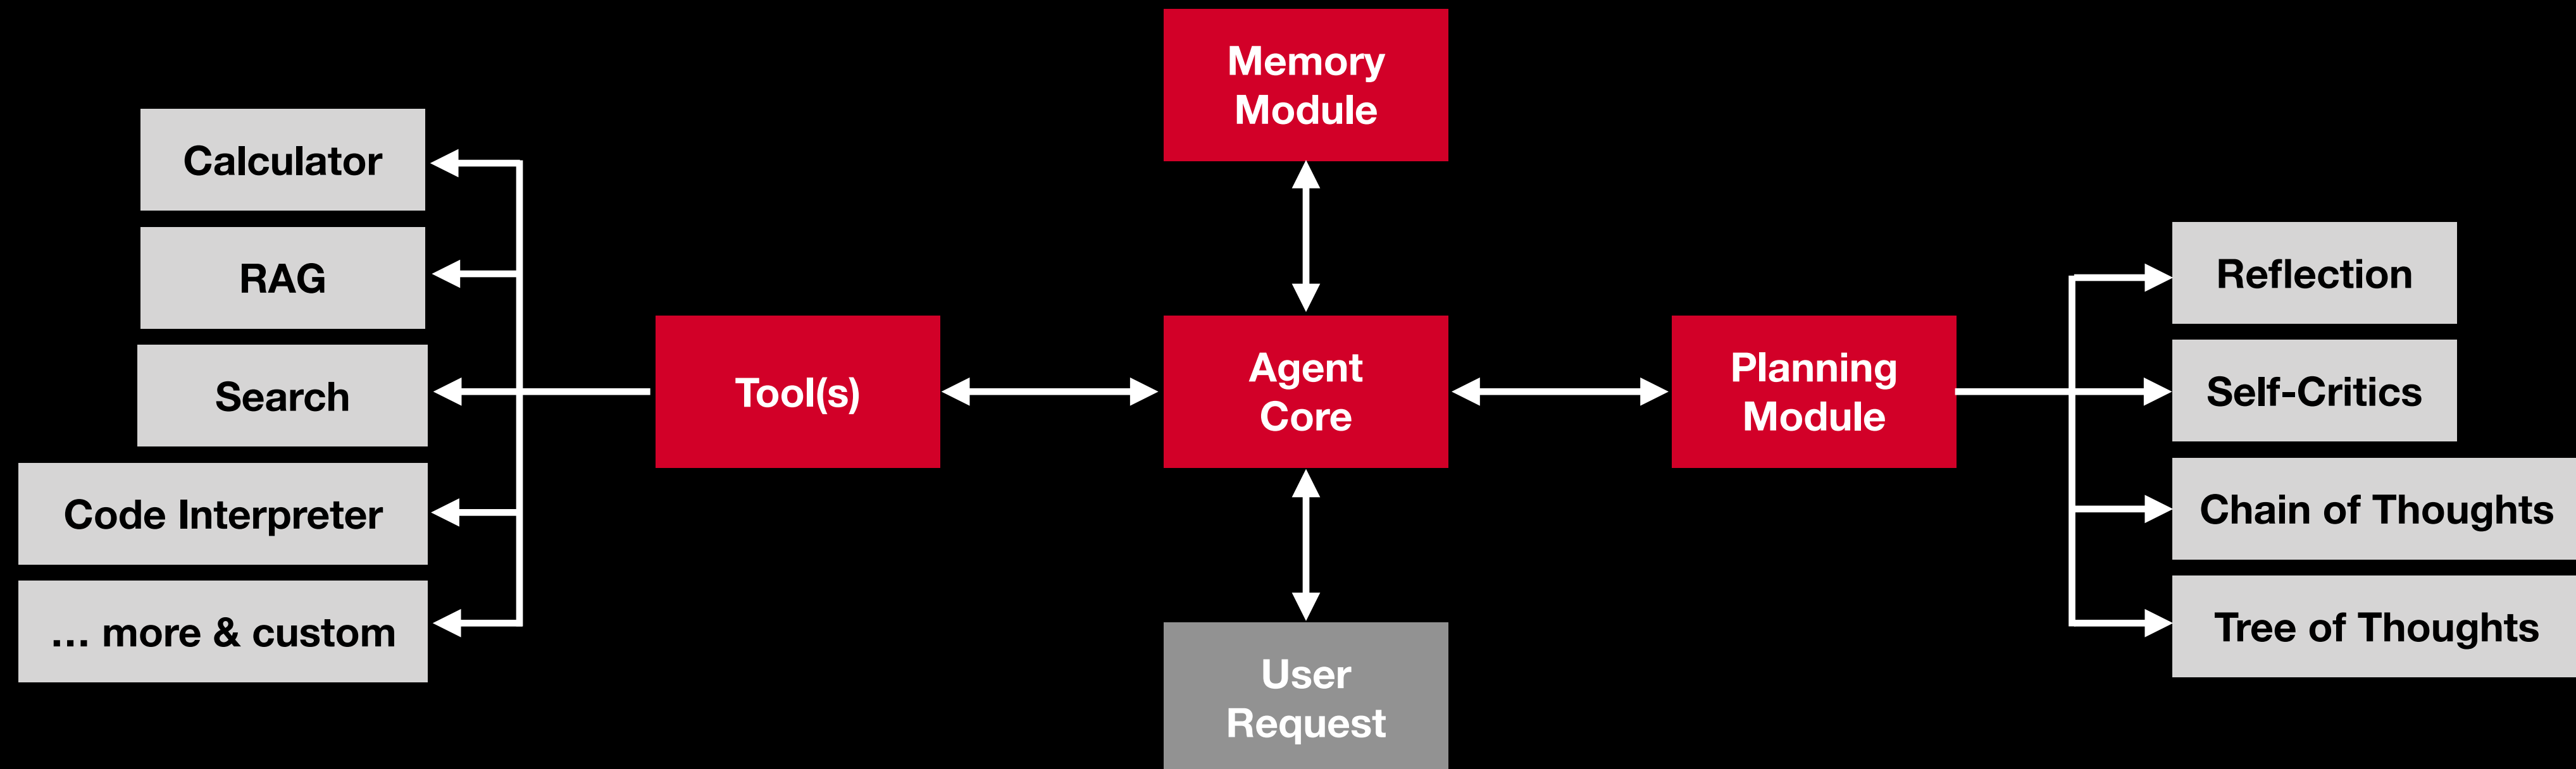 Memory
Module
Calculator
RAG
Search
Code Interpreter
... more & custom
Tool(s)
Agent
Core
Planning
Module
Reflection
Self-Critics
Chain of Thoughts
Tree of Thoughts
User
Request